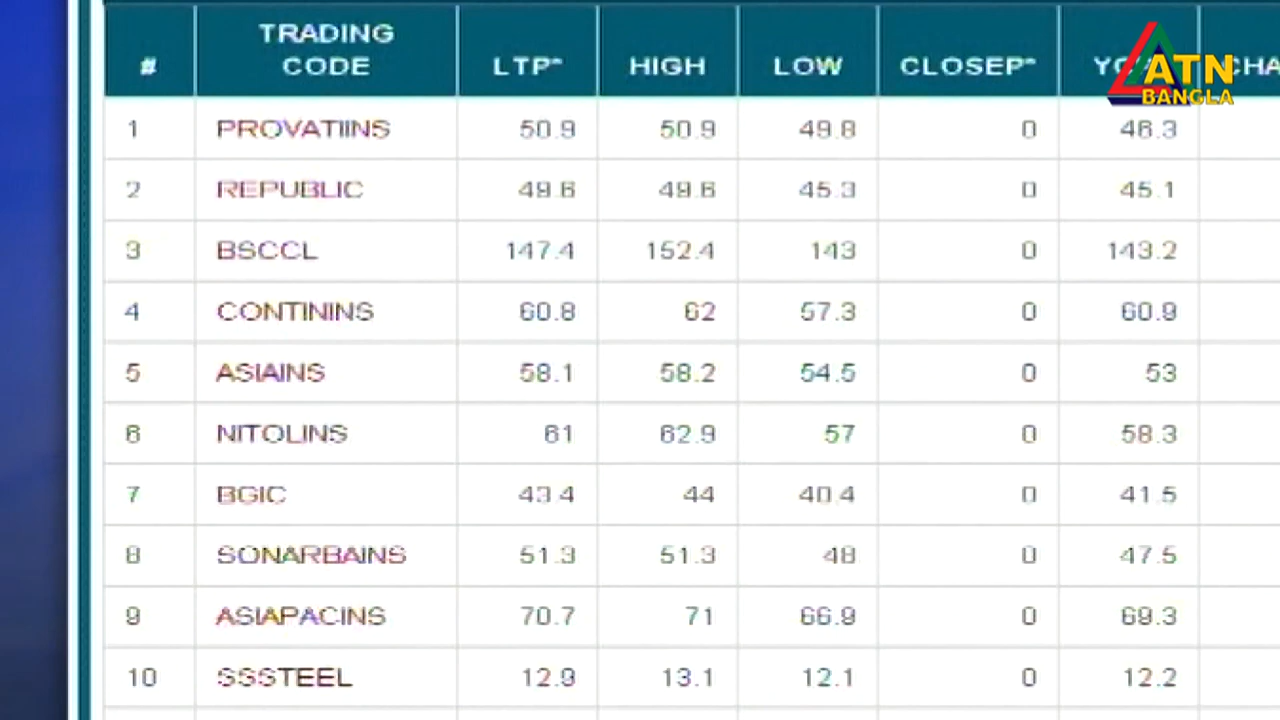 # TRADING CODE LTP* HIGH LOW CLOSEP*
ATN
BANGLA
1 PROVATIINS 50.9 50.9 49.8 0 46.3
2 REPUBLIC 49.6 49.6 45.3 0 45.1
3 BSCCL 147.4 152.4 143 0 143.2
4 CONTININS 60.8 62 57.3 0 60.9
5 ASIAINS 58.1 58.2 54.5 0 53
6 NITOLINS 61 62.9 57 0 58.3
7 BGIC 43.4 44 40.4 0 41.5
8 SONARBAINS 51.3 51.3 48 0 47.5
9 ASIAPACINS 70.7 71 66.9 0 69.3
10 SSSTEEL 12.9 13.1 12.1 0 12.2